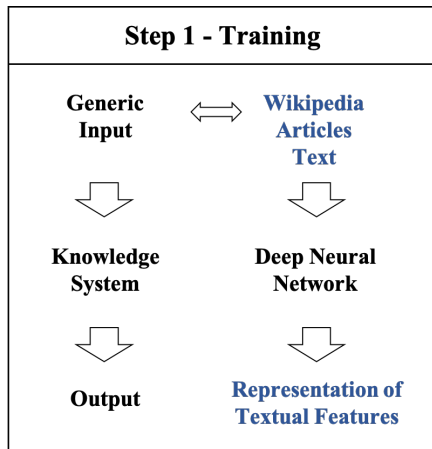 Step 1 - Training
Generic
Input
Wikipedia
Articles
Text
Knowledge
System
Deep Neural
Network
Output
Representation of
Textual Features